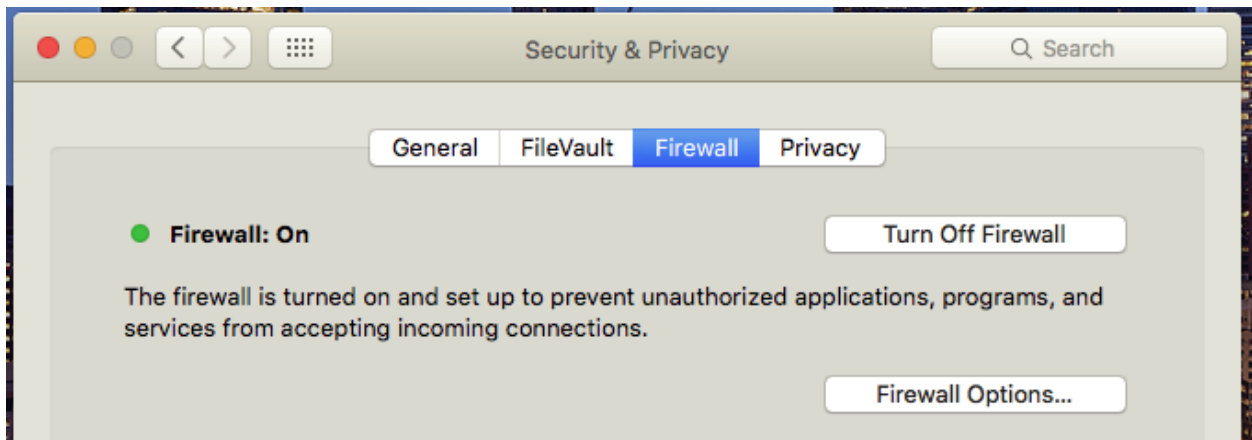 Security & Privacy
Search
General
FileVault
Firewall
Privacy
Firewall: On
Turn Off Firewall
The firewall is turned on and set up to prevent unauthorized applications, programs, and
services from accepting incoming connections.
Firewall Options...